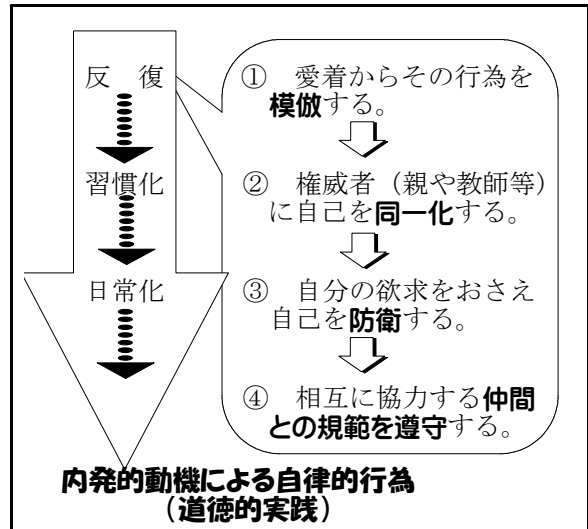 反　復
習慣化
日常化
①　愛着からその行為を
模倣する。
②　権威者（親や教師等）
に自己を同一化する。
③　自分の欲求をおさえ
自己を防衛する。
④　相互に協力する仲間
との規範を遵守する。
内発的動機による自律的行為
（道徳的実践）